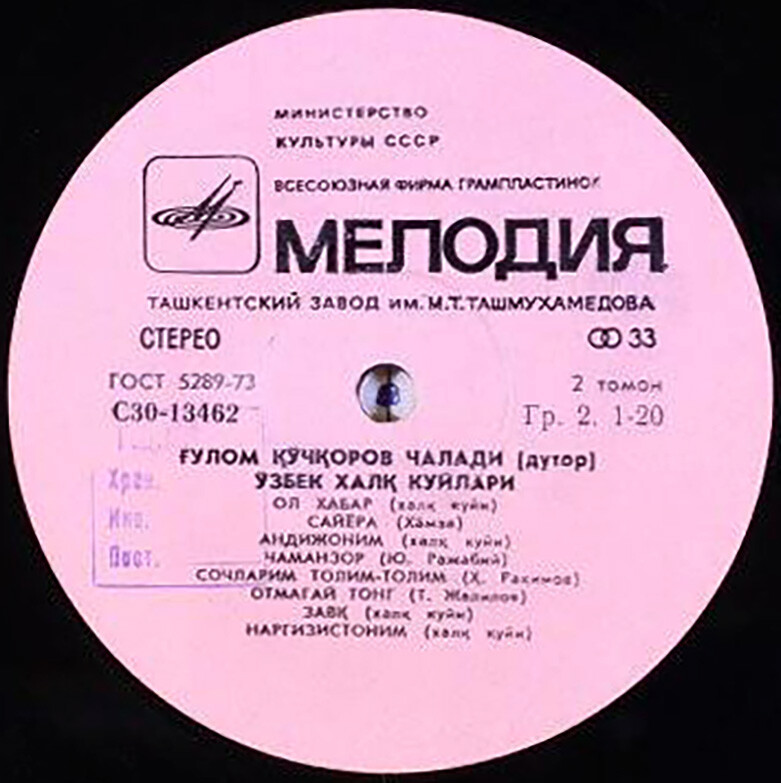 МИНИСТЕРСТВО
КУЛЬТУРЫ СССР
ВСЕСОЮЗНАЯ ФИРМА ГРАМПЛАСТИНОК
МЕЛОДИЯ
ТАШКЕНТСКИЙ ЗАВОД им. М.Т.ТАШМУХАМЕДОВА
СТЕРЕО
33
ГОСТ 5289-73
2 томон
С30-13462
Гр. 2. 1-20
ҒУЛОМ ҚЎЧҚОРОВ ЧАЛАДИ (дутор)
ЎЗБЕК ХАЛҚ КУЙЛАРИ
ОЛ ХАБАР (халқ куйи)
САЙЁРА (Хамза)
АНДИЖОНИМ (халқ куйи)
ЧАМАНЗОР (Ю. Ражабий)
СОЧЛАРИМ ТОЛИМ-ТОЛИМ (Х. Рахимов)
ОТМАГАЙ ТОНГ (Т. Жалилов)
ЗАВҚ (халқ куйи)
НАРГИЗИСТОНИМ (халқ куйи)
Хран.
Инв.
Пост.